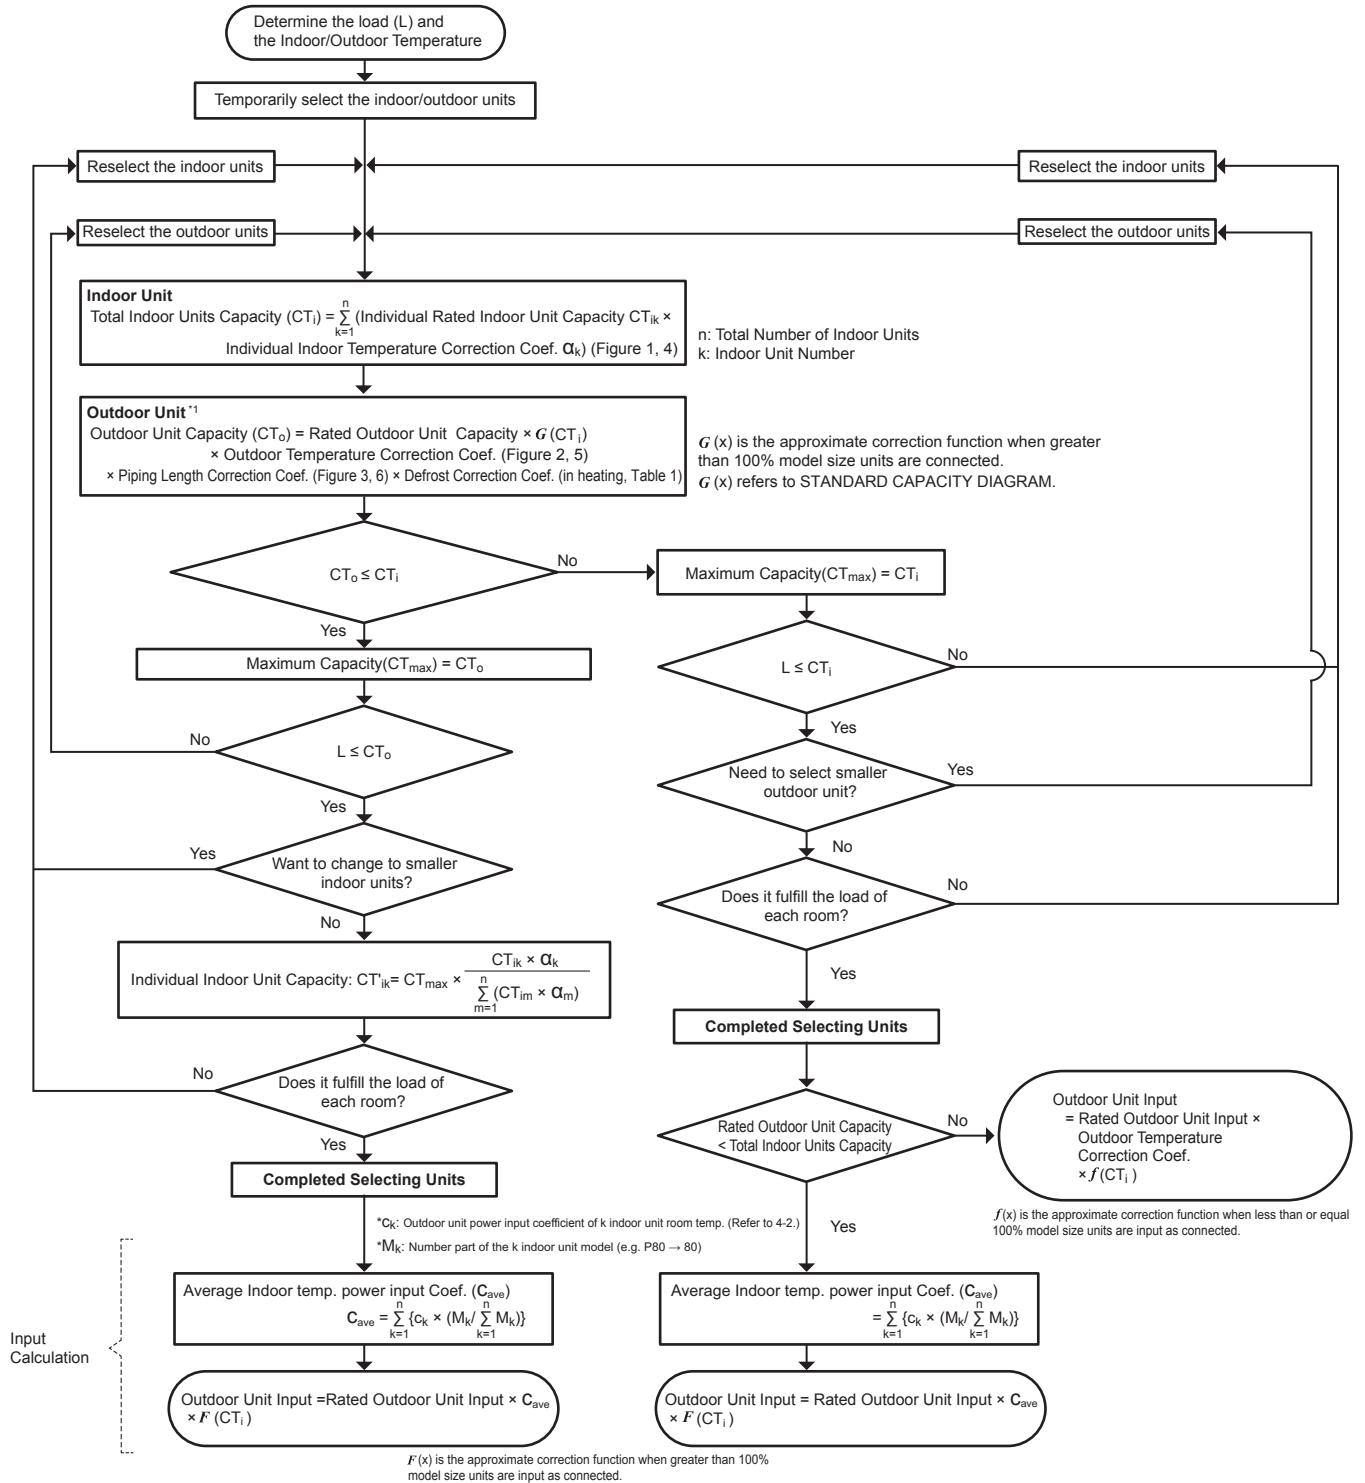 Determine the load (L) and
the Indoor/Outdoor Temperature
Temporarily select the indoor/outdoor units
Reselect the indoor units
Reselect the indoor units
Reselect the outdoor units
Reselect the outdoor units
Indoor Unit
Total Indoor Units Capacity (CTi) = n∑k=1 (Individual Rated Indoor Unit Capacity CTik ×
Individual Indoor Temperature Correction Coef. αk) (Figure 1, 4)
n: Total Number of Indoor Units
k: Indoor Unit Number
Outdoor Unit *1
Outdoor Unit Capacity (CTo) = Rated Outdoor Unit Capacity × G (CTi)
× Outdoor Temperature Correction Coef. (Figure 2, 5)
× Piping Length Correction Coef. (Figure 3, 6) × Defrost Correction Coef. (in heating, Table 1)
G (x) is the approximate correction function when greater
than 100% model size units are connected.
G (x) refers to STANDARD CAPACITY DIAGRAM.
CTo ≤ CTi
No
Maximum Capacity(CTmax) = CTi
Yes
Maximum Capacity(CTmax) = CTo
L ≤ CTi
No
Yes
L ≤ CTo
No
Yes
Need to select smaller
outdoor unit?
Yes
No
Want to change to smaller
indoor units?
Yes
No
Does it fulfill the load of
each room?
No
Yes
Individual Indoor Unit Capacity: CT'ik= CTmax × CTik × αk / n∑m=1 (CTim × αm)
Completed Selecting Units
Does it fulfill the load of
each room?
No
Yes
Rated Outdoor Unit Capacity
< Total Indoor Units Capacity
No
Yes
Outdoor Unit Input
= Rated Outdoor Unit Input ×
Outdoor Temperature
Correction Coef.
× f (CTi )
f (x) is the approximate correction function when less than or equal
100% model size units are input as connected.
Completed Selecting Units
*ck: Outdoor unit power input coefficient of k indoor unit room temp. (Refer to 4-2.)
*Mk: Number part of the k indoor unit model (e.g. P80 → 80)
Input
Calculation
Average Indoor temp. power input Coef. (Cave)
Cave = n∑k=1 {ck × (Mk/ n∑k=1 Mk)}
Average Indoor temp. power input Coef. (Cave)
= n∑k=1 {ck × (Mk/ n∑k=1 Mk)}
Outdoor Unit Input =Rated Outdoor Unit Input × Cave
× F (CTi )
Outdoor Unit Input = Rated Outdoor Unit Input × Cave
× F (CTi )
F (x) is the approximate correction function when greater than 100%
model size units are input as connected.